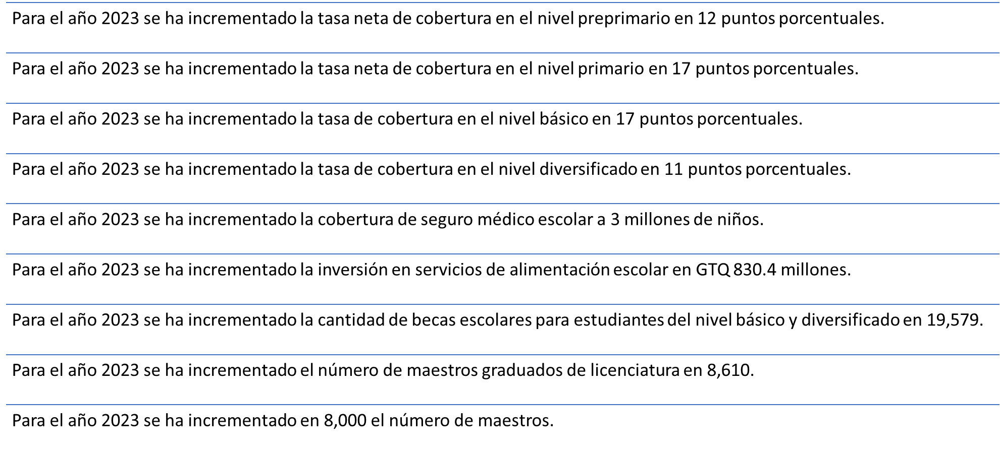 Para el año 2023 se ha incrementado la tasa neta de cobertura en el nivel preprimario en 12 puntos porcentuales.
Para el año 2023 se ha incrementado la tasa neta de cobertura en el nivel primario en 17 puntos porcentuales.
Para el año 2023 se ha incrementado la tasa de cobertura en el nivel básico en 17 puntos porcentuales.
Para el año 2023 se ha incrementado la tasa de cobertura en el nivel diversificado en 11 puntos porcentuales.
Para el año 2023 se ha incrementado la cobertura de seguro médico escolar a 3 millones de niños.
Para el año 2023 se ha incrementado la inversión en servicios de alimentación escolar en GTQ 830.4 millones.
Para el año 2023 se ha incrementado la cantidad de becas escolares para estudiantes del nivel básico y diversificado en 19,579.
Para el año 2023 se ha incrementado el número de maestros graduados de licenciatura en 8,610.
Para el año 2023 se ha incrementado en 8,000 el número de maestros.